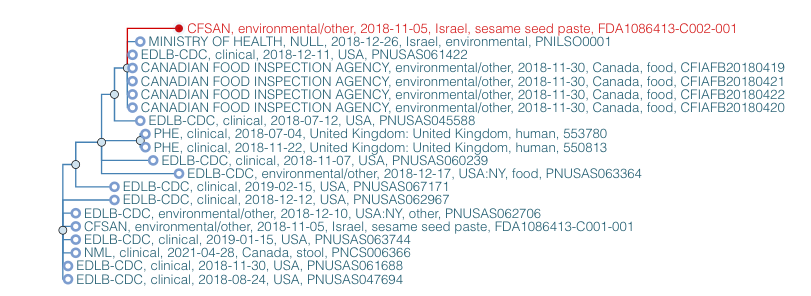 CFSAN, environmental/other, 2018-11-05, Israel, sesame seed paste, FDA1086413-C002-001
MINISTRY OF HEALTH, NULL, 2018-12-26, Israel, environmental, PNILSO0001
EDLB-CDC, clinical, 2018-12-11, USA, PNUSAS061422
CANADIAN FOOD INSPECTION AGENCY, environmental/other, 2018-11-30, Canada, food, CFIAFB20180419
CANADIAN FOOD INSPECTION AGENCY, environmental/other, 2018-11-30, Canada, food, CFIAFB20180421
CANADIAN FOOD INSPECTION AGENCY, environmental/other, 2018-11-30, Canada, food, CFIAFB20180422
CANADIAN FOOD INSPECTION AGENCY, environmental/other, 2018-11-30, Canada, food, CFIAFB20180420
EDLB-CDC, clinical, 2018-07-12, USA, PNUSAS045588
PHE, clinical, 2018-07-04, United Kingdom: United Kingdom, human, 553780
PHE, clinical, 2018-11-22, United Kingdom: United Kingdom, human, 550813
EDLB-CDC, clinical, 2018-11-07, USA, PNUSAS060239
EDLB-CDC, environmental/other, 2018-12-17, USA:NY, food, PNUSAS063364
EDLB-CDC, clinical, 2019-02-15, USA, PNUSAS067171
EDLB-CDC, clinical, 2018-12-12, USA, PNUSAS062967
EDLB-CDC, environmental/other, 2018-12-10, USA:NY, other, PNUSAS062706
CFSAN, environmental/other, 2018-11-05, Israel, sesame seed paste, FDA1086413-C001-001
EDLB-CDC, clinical, 2019-01-15, USA, PNUSAS063744
NML, clinical, 2021-04-28, Canada, stool, PNCS006366
EDLB-CDC, clinical, 2018-11-30, USA, PNUSAS061688
EDLB-CDC, clinical, 2018-08-24, USA, PNUSAS047694